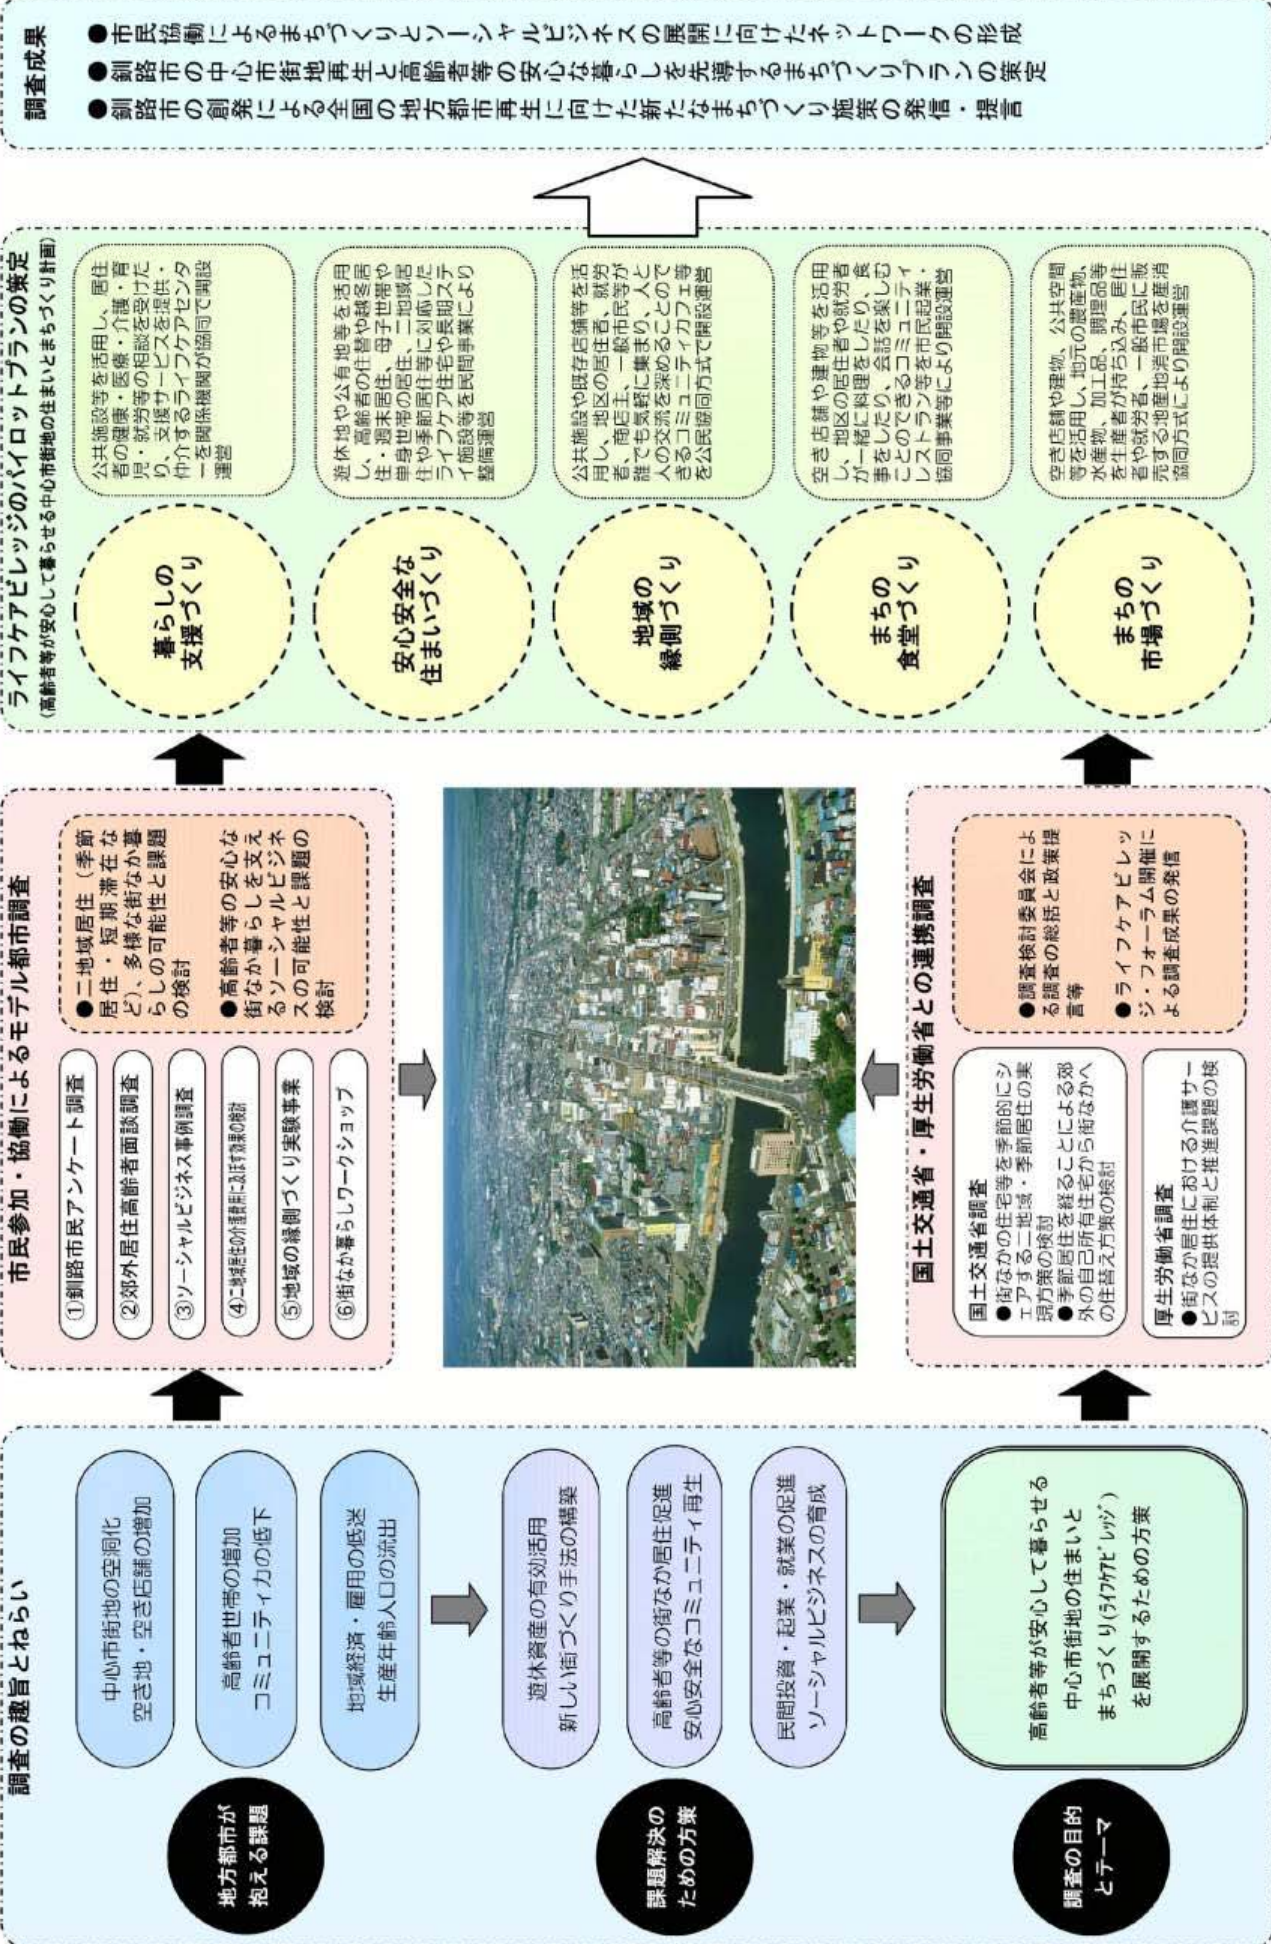 調査の趣旨とねらい
地方都市が
抱える課題
中心市街地の空洞化
空き地・空き店舗の増加
高齢者世帯の増加
コミュニティ力の低下
地域経済・雇用の低迷
生産年齢人口の流出
課題解決の
ための方策
遊休資産の有効活用
新しい街づくり手法の構築
高齢者等の街なか居住促進
安心安全なコミュニティ再生
民間投資・起業・就業の促進
ソーシャルビジネスの育成
調査の目的
とテーマ
高齢者等が安心して暮らせる
中心市街地の住まいと
まちづくり(ライフケアビレッジ)
を展開するための方策
市民参加・協働によるモデル都市調査
①釧路市民アンケート調査
②郊外居住高齢者面談調査
③ソーシャルビジネス事例調査
④二地域居住の介護費用に及ぼす効果の検討
⑤地域の縁側づくり実験事業
⑥街なか暮らしワークショップ
●二地域居住（季節
居住・短期滞在な
ど）、多様な街なか暮
らしの可能性と課題
の検討
●高齢者等の安心な
街なか暮らしを支え
るソーシャルビジネ
スの可能性と課題の
検討
国土交通省・厚生労働省との連携調査
国土交通省調査
●街なかの住宅等を季節的にシ
ェアする二地域・季節居住の実
現方策の検討
●季節居住を経ることによる郊
外の自己所有住宅から街なかへ
の住替え方策の検討
厚生労働省調査
●街なか居住における介護サー
ビスの提供体制と推進課題の検
討
●調査検討委員会によ
る調査の総括と政策提
言等
●ライフケアビレッ
ジ・フォーラム開催に
よる調査成果の発信
ライフケアビレッジのパイロットプランの策定
（高齢者等が安心して暮らせる中心市街地の住まいとまちづくり計画）
暮らしの
支援づくり
公共施設等を活用し、居住
者の健康・医療・介護・育
児・就労等の相談を受けた
り、支援サービスを提供・
仲介するライフケアセンタ
ーを関係機関が協同で開設
運営
安心安全な
住まいづくり
遊休地や公有地等を活用
し、高齢者の住替や越冬居
住・週末居住、母子世帯や
単身世帯の居住、二地域居
住や季節居住等に対応した
ライフケア住宅や長期ステ
イ施設等を民間事業により
整備運営
地域の
縁側づくり
公共施設や既存店舗等を活
用し、地区の居住者、就労
者、商店主、一般市民等が
誰でも気軽に集まり、人と
人の交流を深めることので
きるコミュニティカフェ等
を公民協同方式で開設運営
まちの
食堂づくり
空き店舗や建物等を活用
し、地区の居住者や就労者
が一緒に料理をしたり、食
事をしたり、会話を楽しむ
ことのできるコミュニティ
レストラン等を市民起業・
協同事業等により開設運営
まちの
市場づくり
空き店舗や建物、公共空間
等を活用し、地元の農産物、
水産物、加工品、調理品等
を生産者が持ち込み、居住
者や就労者、一般市民に販
売する地産地消市場を産消
協同方式により開設運営
調査成果
●市民協働によるまちづくりとソーシャルビジネスの展開に向けたネットワークの形成
●釧路市の中心市街地再生と高齢者等の安心な暮らしを先導するまちづくりプランの策定
●釧路市の創発による全国の地方都市再生に向けた新たなまちづくり施策の発信・提言